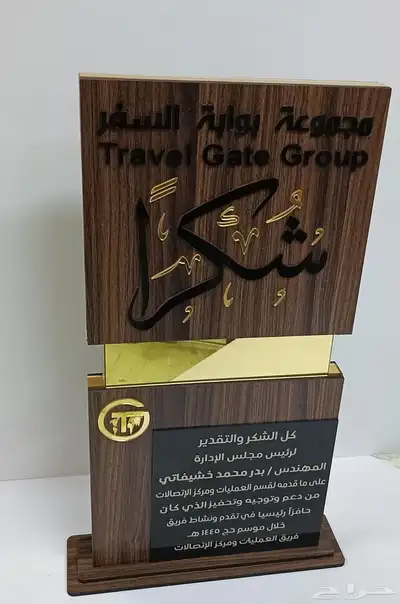 مجموعة بوابة السفر
Travel Gate Group
شُكرًا
كل الشكر والتقدير
لرئيس مجلس الإدارة
المهندس / بدر محمد خشيفاتي
على ما قدمه لقسم العمليات ومركز الإتصالات
من دعم وتوجيه وتحفيز الذي كان
حافزاً رئيسيا في تقدم ونشاط فريق
خلال موسم حج ١٤٤٥ هـ
فريق العمليات ومركز الإتصالات
حراج